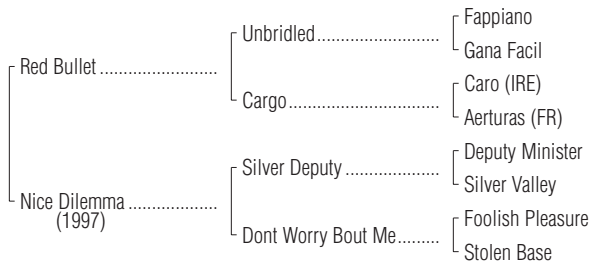 Fappiano
Unbridled
Gana Facil
Red Bullet
Caro (IRE)
Cargo
Aerturas (FR)
Deputy Minister
Silver Deputy
Silver Valley
Nice Dilemma
(1997)
Foolish Pleasure
Dont Worry Bout Me
Stolen Base